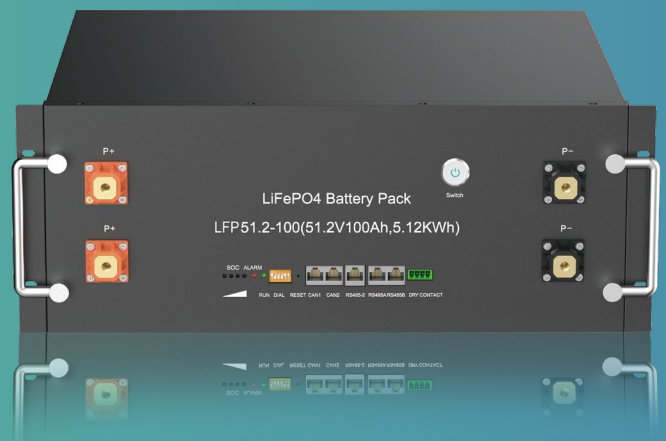 P+
P-
Switch
LiFePO4 Battery Pack
P+
P-
LFP51.2-100(51.2V100Ah,5.12KWh)
SOC ALARM
RUN DIAL RESET CAN1 CAN2 RS485-2 RS485A RS485B DRY CONTACT